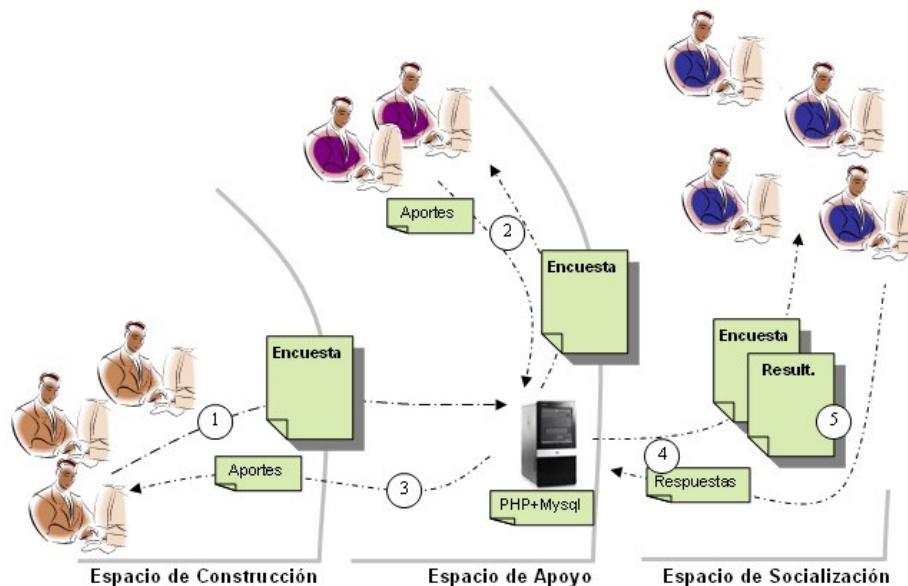 Aportes
2
Encuesta
Encuesta
Encuesta
Result.
1
5
4
Aportes
3
Respuestas
PHP+Mysql
Espacio de Construcción
Espacio de Apoyo
Espacio de Socialización